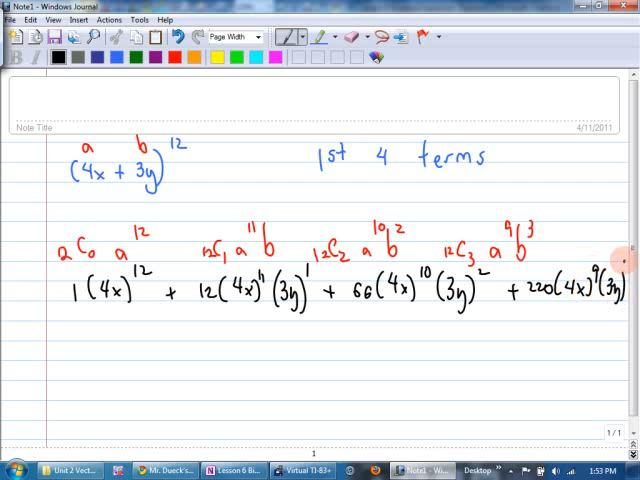 Note1 - Windows Journal
File Edit View Insert Actions Tools Help
Page Width
Note Title
4/11/2011
a b
(4x + 3y)^12 1st 4 terms
12C0 a^12 12C1 a^11 b 12C2 a^10 b^2 12C3 a^9 b^3
1(4x)^12 + 12(4x)^11(3y)^1 + 66(4x)^10(3y)^2 + 220(4x)^9(3y)
1/1
1
Unit 2 Vect... Mr. Dueck's... Lesson 6 Bi... Virtual TI-83+ Note1 - Wi... Desktop 1:53 PM